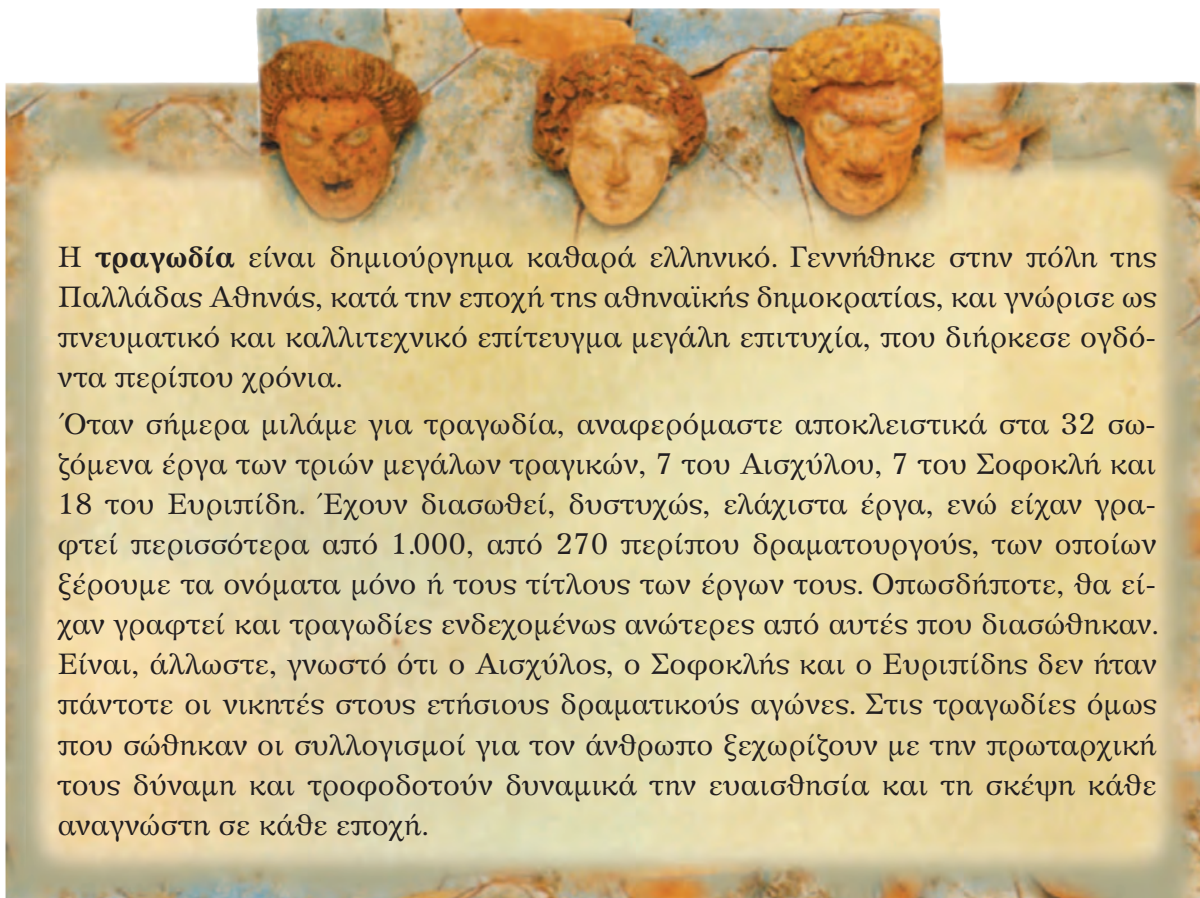 Η τραγωδία είναι δημιούργημα καθαρά ελληνικό. Γεννήθηκε στην πόλη της
Παλλάδας Αθηνάς, κατά την εποχή της αθηναϊκής δημοκρατίας, και γνώρισε ως
πνευματικό και καλλιτεχνικό επίτευγμα μεγάλη επιτυχία, που διήρκεσε ογδό-
ντα περίπου χρόνια.
Όταν σήμερα μιλάμε για τραγωδία, αναφερόμαστε αποκλειστικά στα 32 σω-
ζόμενα έργα των τριών μεγάλων τραγικών, 7 του Αισχύλου, 7 του Σοφοκλή και
18 του Ευριπίδη. Έχουν διασωθεί, δυστυχώς, ελάχιστα έργα, ενώ είχαν γρα-
φτεί περισσότερα από 1.000, από 270 περίπου δραματουργούς, των οποίων
ξέρουμε τα ονόματα μόνο ή τους τίτλους των έργων τους. Οπωσδήποτε, θα εί-
χαν γραφτεί και τραγωδίες ενδεχομένως ανώτερες από αυτές που διασώθηκαν.
Είναι, άλλωστε, γνωστό ότι ο Αισχύλος, ο Σοφοκλής και ο Ευριπίδης δεν ήταν
πάντοτε οι νικητές στους ετήσιους δραματικούς αγώνες. Στις τραγωδίες όμως
που σώθηκαν οι συλλογισμοί για τον άνθρωπο ξεχωρίζουν με την πρωταρχική
τους δύναμη και τροφοδοτούν δυναμικά την ευαισθησία και τη σκέψη κάθε
αναγνώστη σε κάθε εποχή.